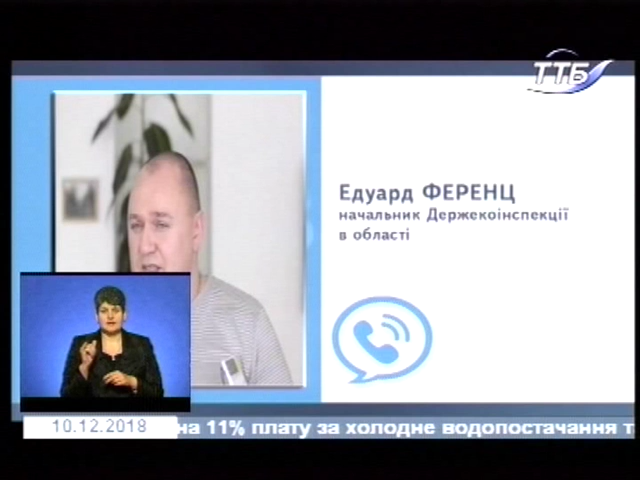 ТТБ
Едуард ФЕРЕНЦ
начальник Держекоінспекції
в області
10.12.2018
на 11% плату за холодне водопостачання